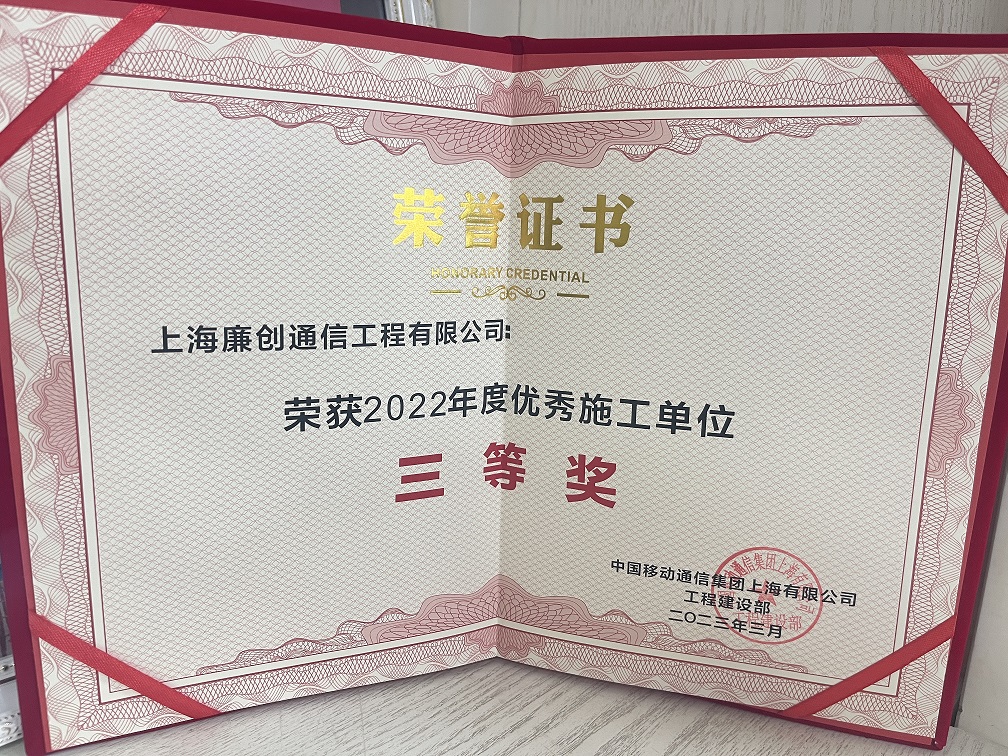 荣誉证书
HONORARY CREDENTIAL
上海廉创通信工程有限公司:
荣获2022年度优秀施工单位
三等奖
中国移动通信集团上海有限公司
工程建设部
二〇二三年三月